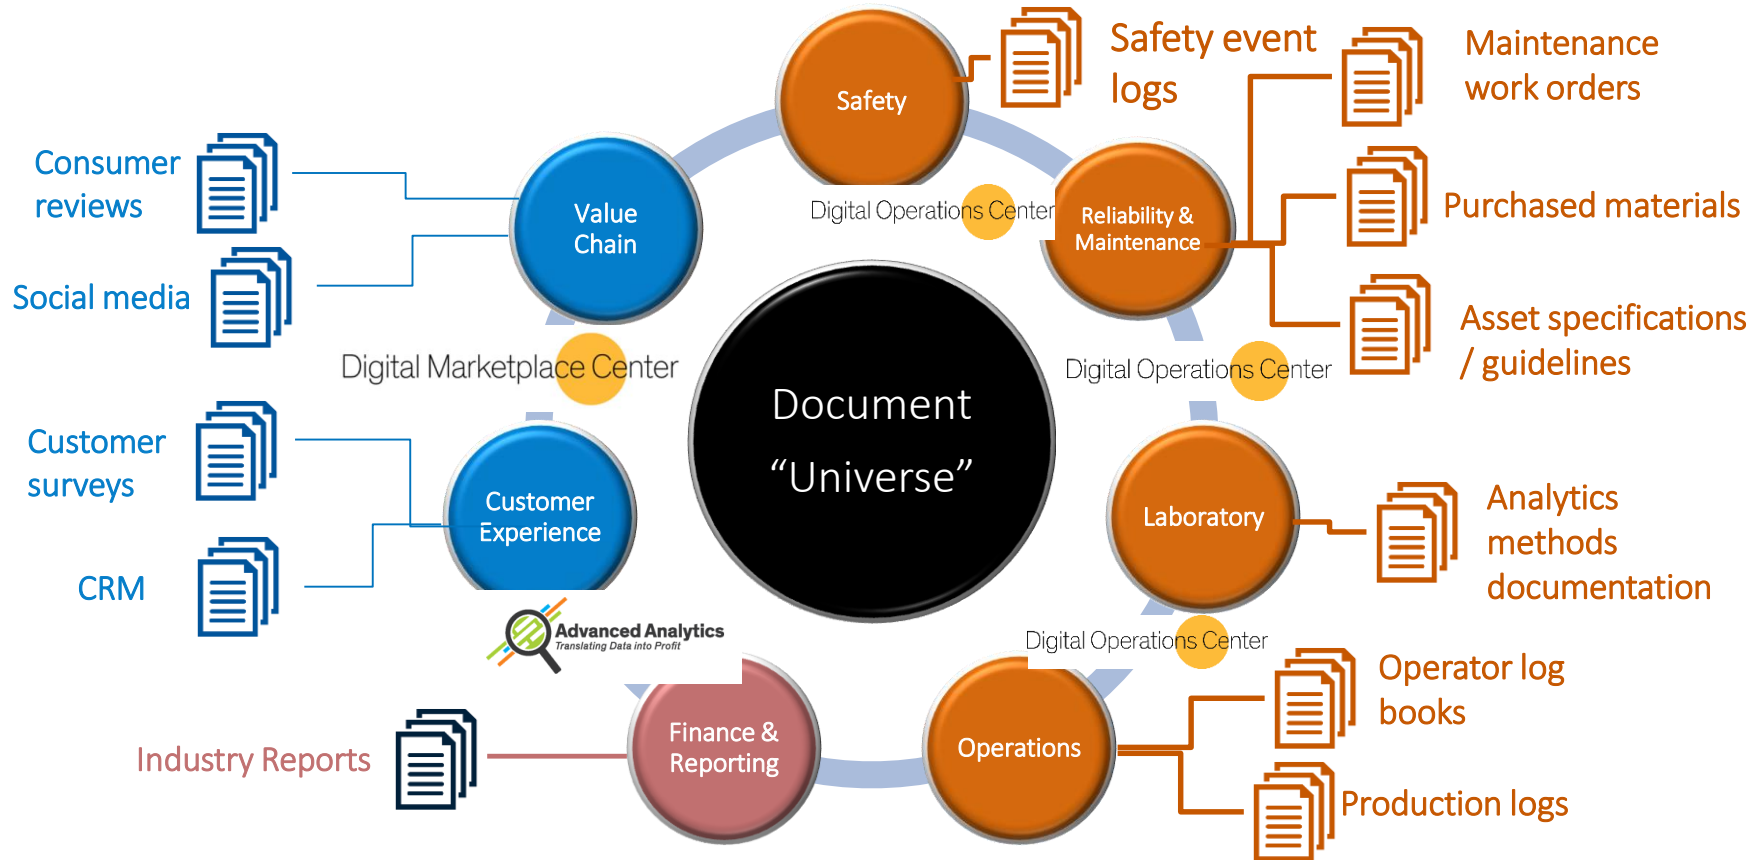 Safety event
logs
Maintenance
work orders
Safety
Consumer
reviews
Value
Chain
Digital Operations Center
Reliability &
Maintenance
Purchased materials
Social media
Asset specifications
/ guidelines
Digital Marketplace Center
Digital Operations Center
Document
“Universe”
Customer
surveys
Customer
Experience
Laboratory
Analytics
methods
documentation
CRM
Advanced Analytics
Translating Data into Profit
Digital Operations Center
Operator log
books
Industry Reports
Finance &
Reporting
Operations
Production logs